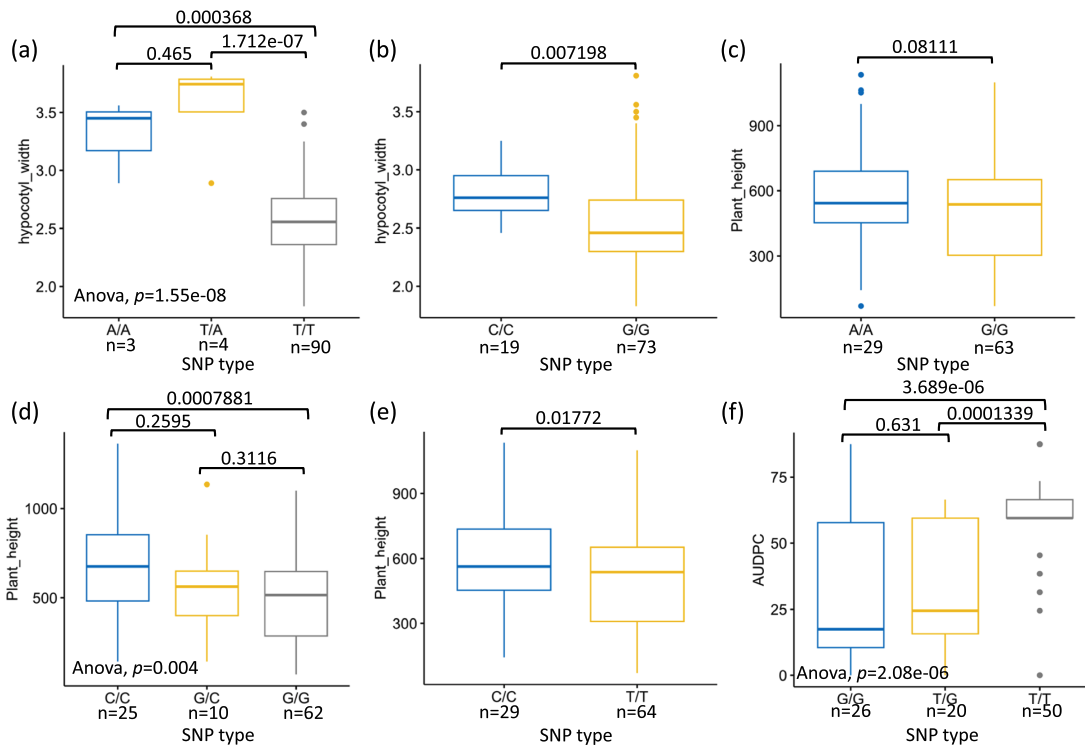 (a)
0.000368
0.465
1.712e-07
hypocotyl_width
3.5
3.0
2.5
2.0
Anova, p=1.55e-08
A/A T/A T/T
n=3 n=4 n=90
SNP type
(b)
0.007198
hypocotyl_width
3.5
3.0
2.5
2.0
C/C G/G
n=19 n=73
SNP type
(c)
0.08111
Plant_height
900
600
300
A/A G/G
n=29 n=63
SNP type
(d)
0.0007881
0.2595
0.3116
Plant_height
1000
500
Anova, p=0.004
C/C G/C G/G
n=25 n=10 n=62
SNP type
(e)
0.01772
Plant_height
900
600
300
C/C T/T
n=29 n=64
SNP type
(f)
3.689e-06
0.631
0.0001339
AUDPC
75
50
25
0
Anova, p=2.08e-06
G/G T/G T/T
n=26 n=20 n=50
SNP type